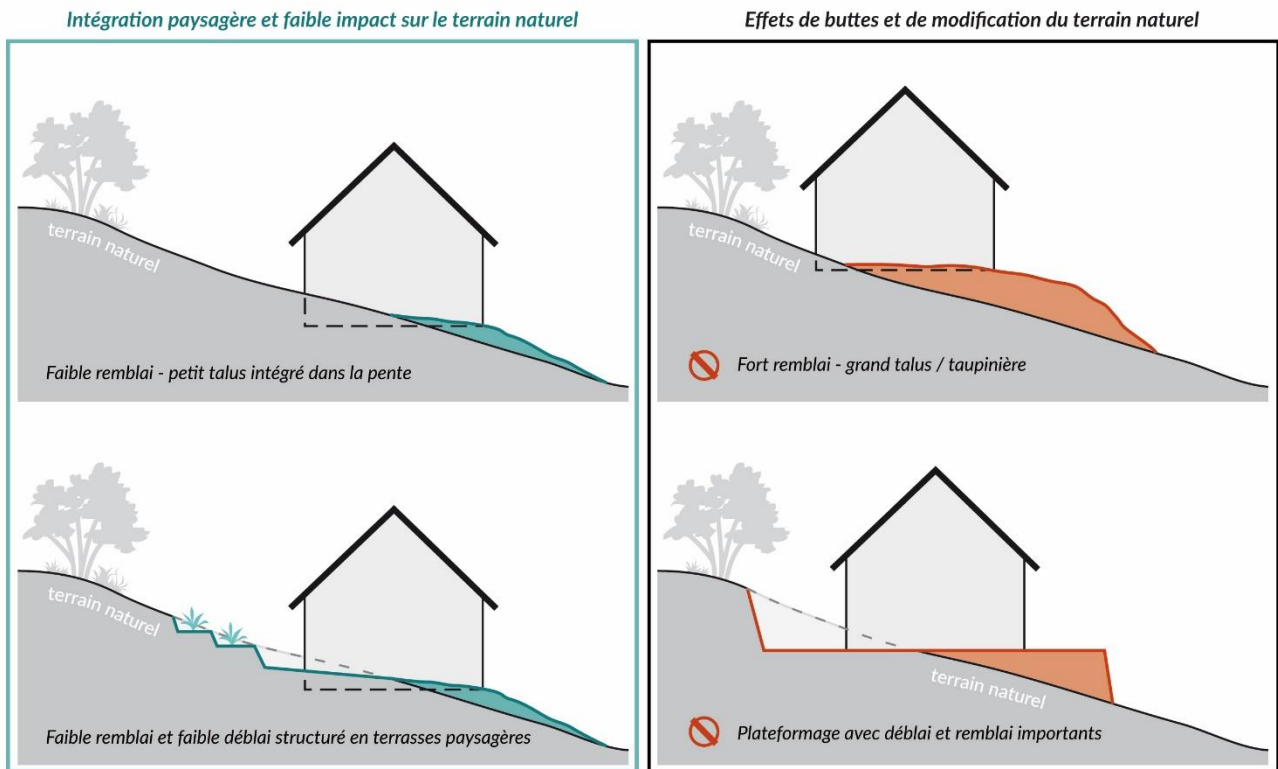 Intégration paysagère et faible impact sur le terrain naturel
Effets de buttes et de modification du terrain naturel
terrain naturel
Faible remblai - petit talus intégré dans la pente
terrain naturel
Fort remblai - grand talus / taupinière
terrain naturel
Faible remblai et faible déblai structuré en terrasses paysagères
terrain naturel
Plateformage avec déblai et remblai importants